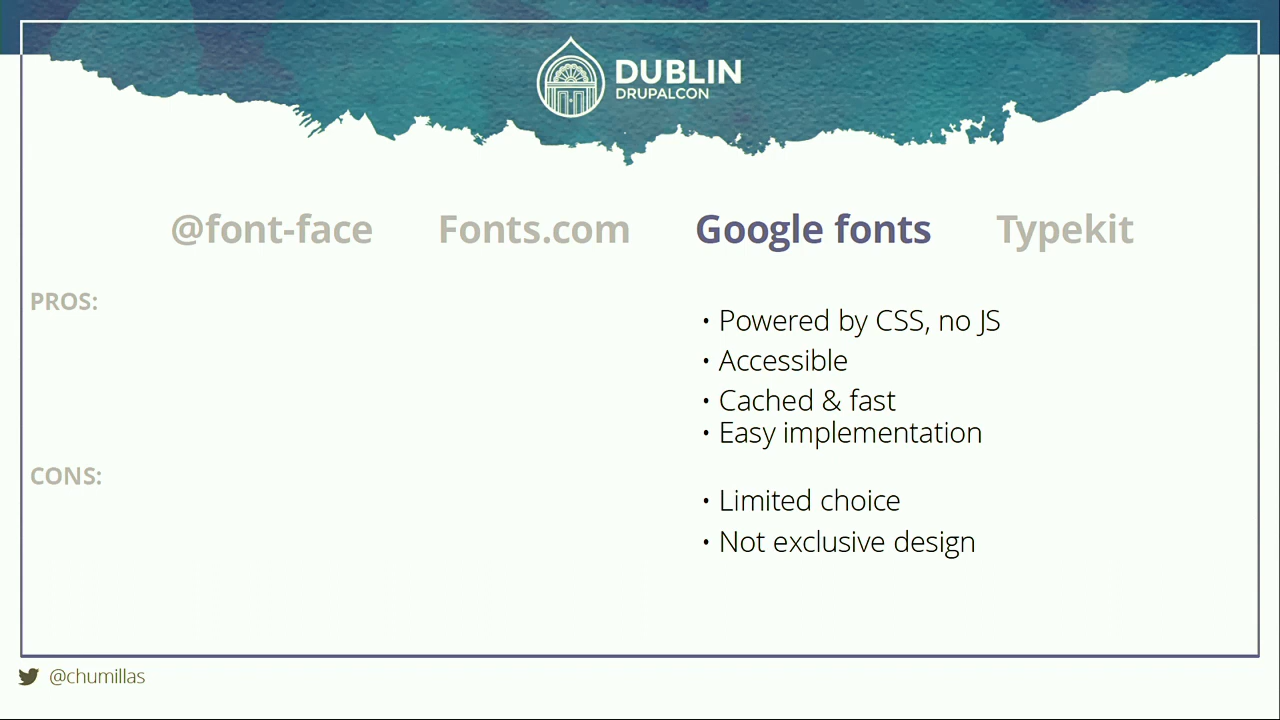 DUBLIN
DRUPALCON
@font-face Fonts.com Google fonts Typekit
PROS:
• Powered by CSS, no JS
• Accessible
• Cached & fast
• Easy implementation
CONS:
• Limited choice
• Not exclusive design
@chumillas